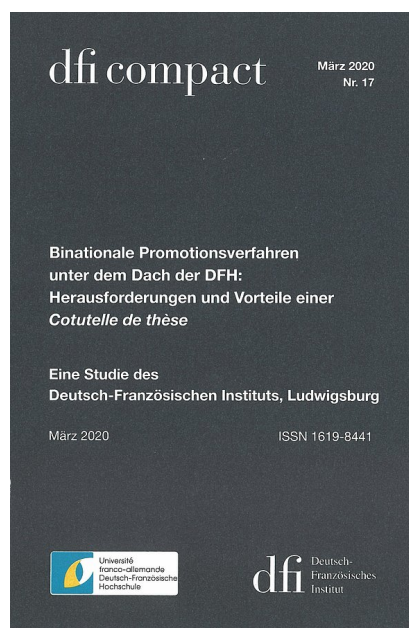 dfi compact
März 2020
Nr. 17
Binationale Promotionsverfahren
unter dem Dach der DFH:
Herausforderungen und Vorteile einer
Cotutelle de thèse
Eine Studie des
Deutsch-Französischen Instituts, Ludwigsburg
März 2020
ISSN 1619-8441
Université
franco-allemande
Deutsch-Französische
Hochschule
dfi
Deutsch-
Französisches
Institut